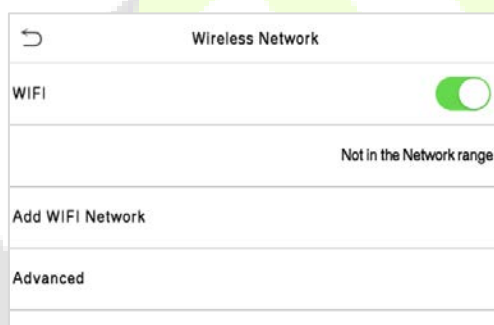 Wireless Network
WIFI
Not in the Network range
Add WIFI Network
Advanced